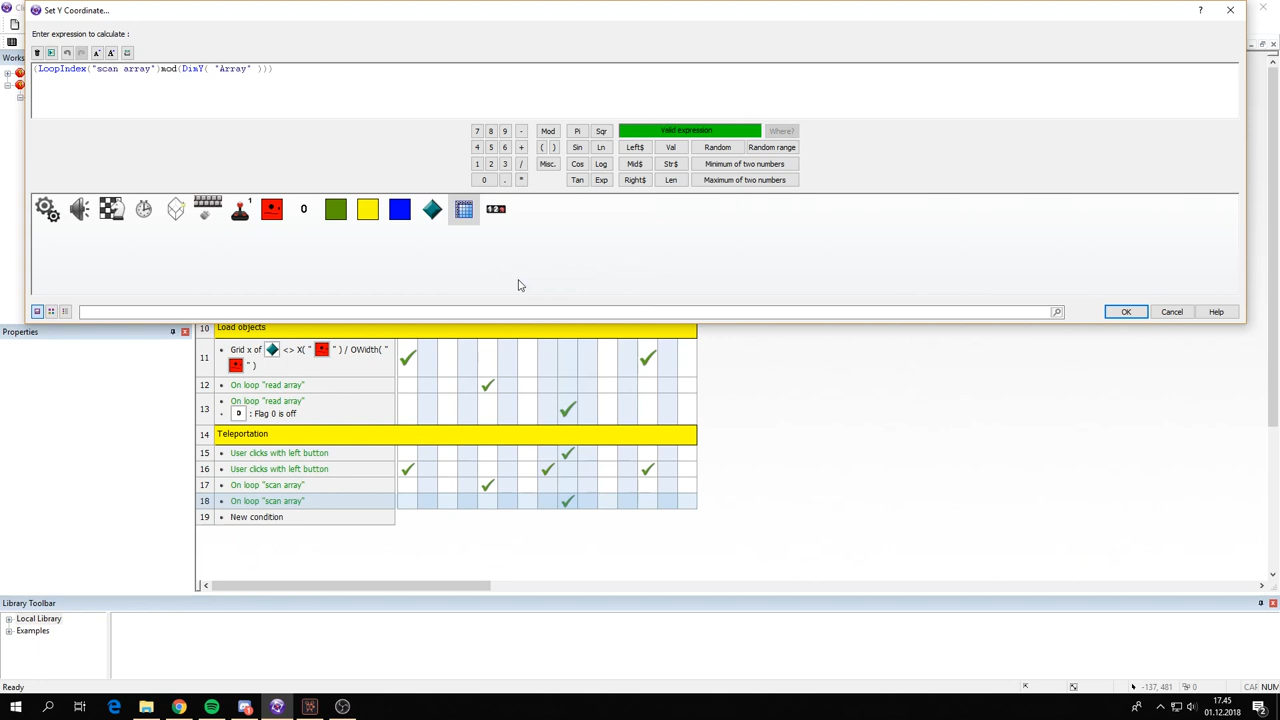 Set Y Coordinate...
Enter expression to calculate :
(LoopIndex("scan array")mod(DimY( "Array" )))
7 8 9 - Mod Pi Sqr Valid expression Where?
4 5 6 + ( ) Sin Ln Left$ Val Random Random range
1 2 3 / Misc. Cos Log Mid$ Str$ Minimum of two numbers
0 . * Tan Exp Right$ Len Maximum of two numbers
OK Cancel Help
Works
Properties
10 Load objects
11 Grid x of <> X( " " ) / OWidth( "
" )
12 On loop "read array"
13 On loop "read array"
+ : Flag 0 is off
14 Teleportation
15 User clicks with left button
16 User clicks with left button
17 On loop "scan array"
18 On loop "scan array"
19 New condition
Library Toolbar
Local Library
Examples
Ready
-137, 481 0 CAF NUM
17.45
01.12.2018